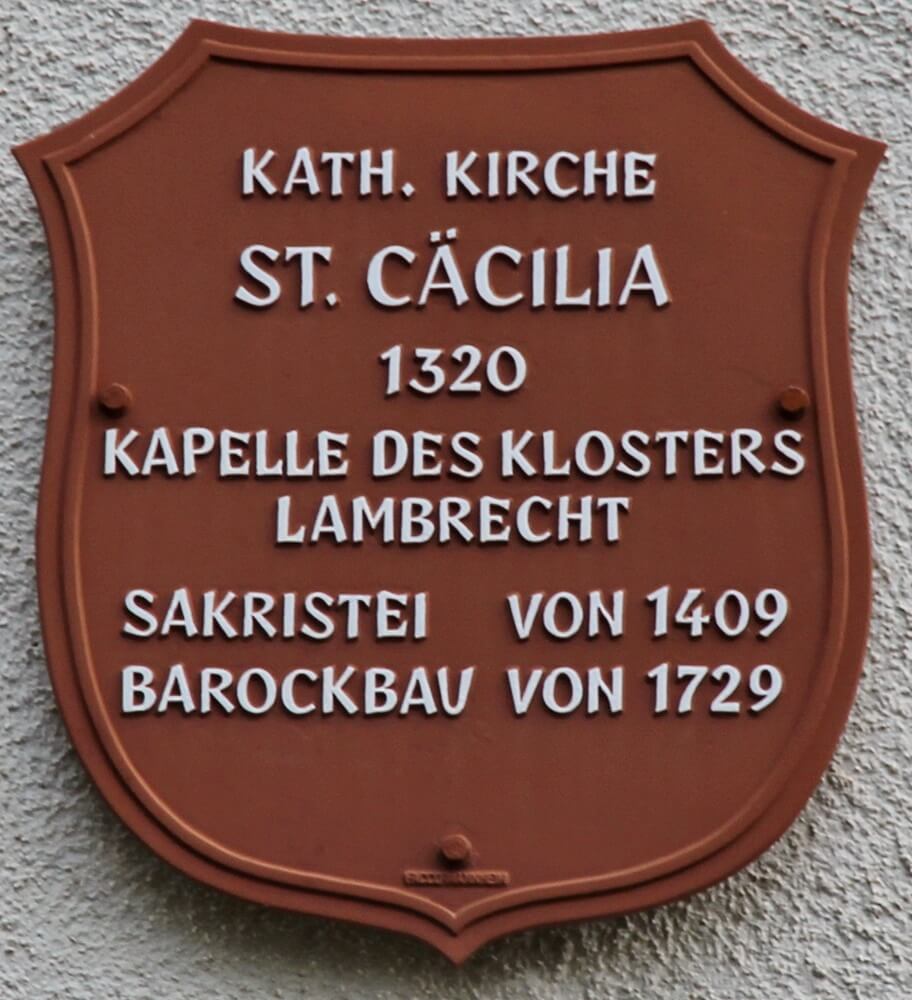 KATH. KIRCHE
ST. CÄCILIA
1320
KAPELLE DES KLOSTERS
LAMBRECHT
SAKRISTEI VON 1409
BAROCKBAU VON 1729